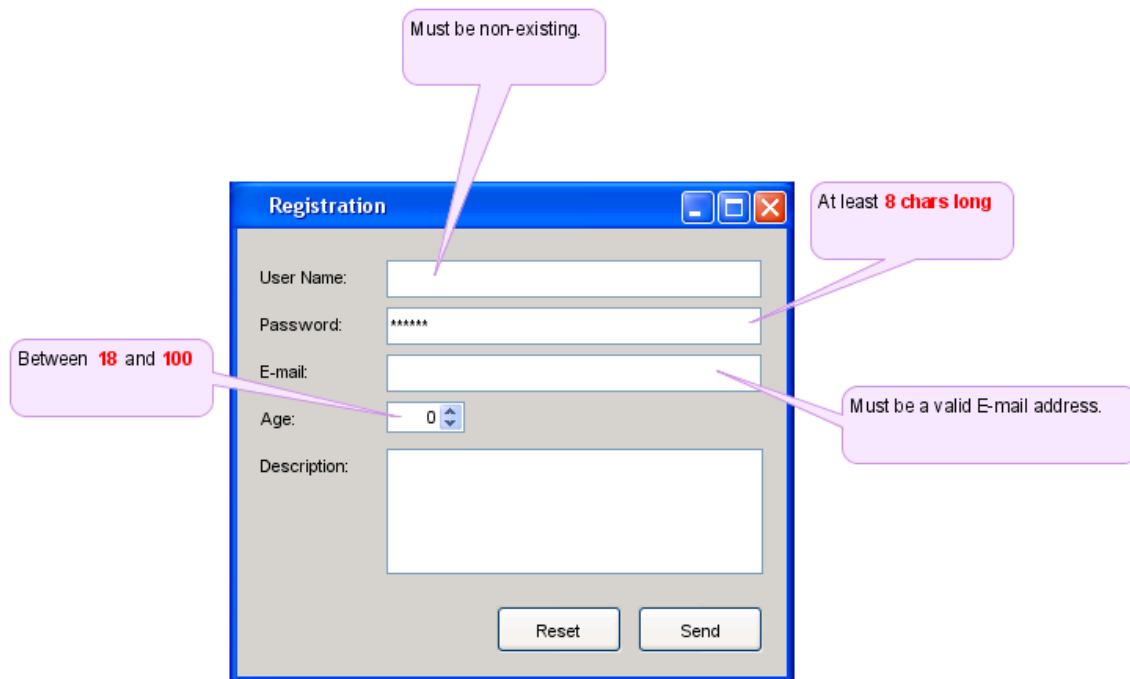 Must be non-existing.
Registration
At least 8 chars long
User Name:
Password:
******
Between 18 and 100
E-mail:
Must be a valid E-mail address.
Age:
0
Description:
Reset
Send